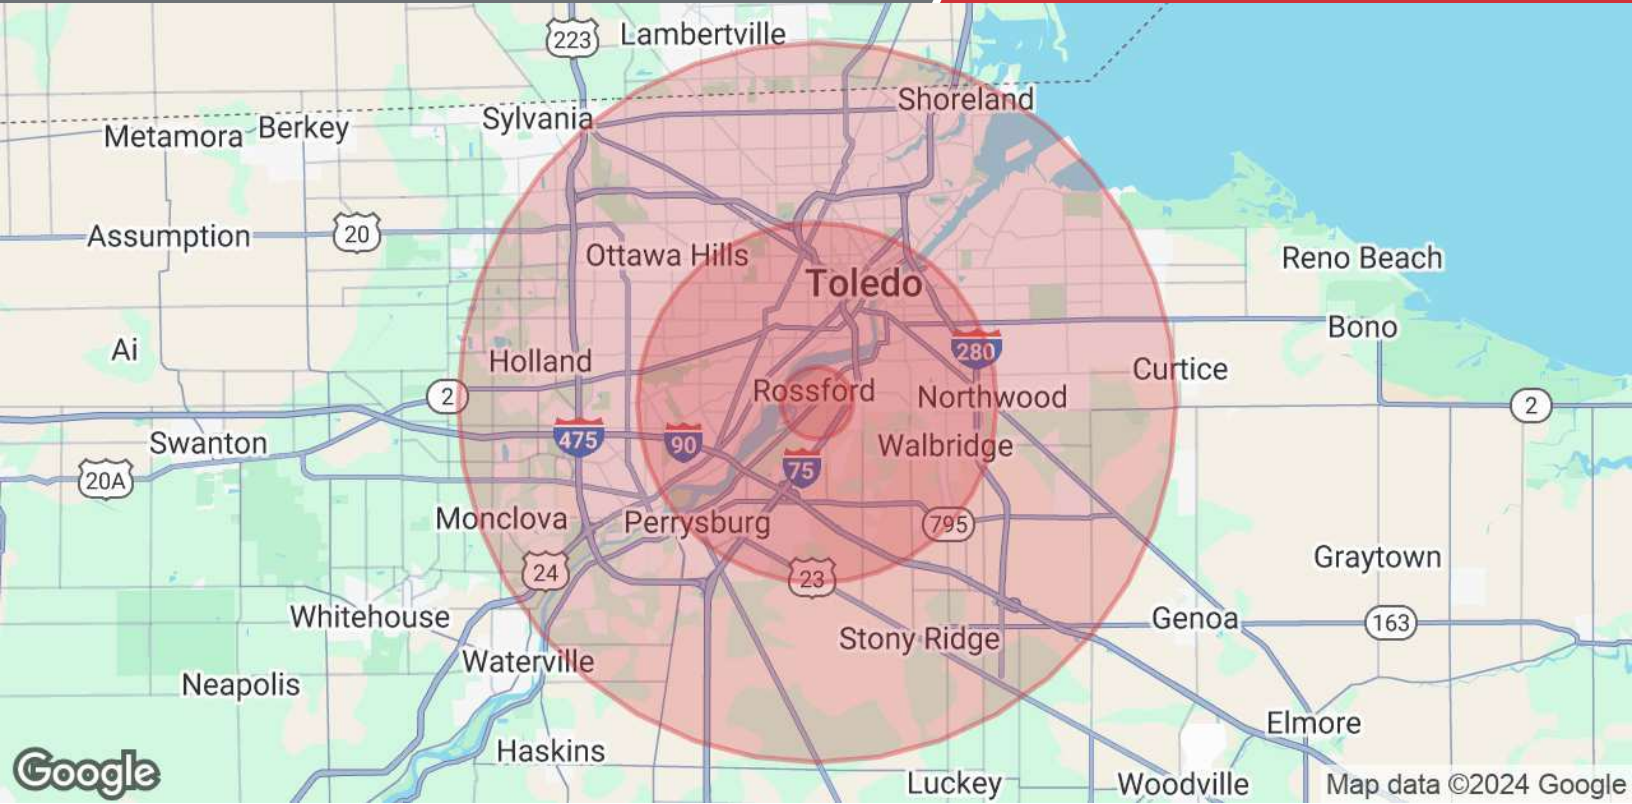 223
Lambertville
Shoreland
Sylvania
Metamora
Berkey
Assumption
20
Ottawa Hills
Reno Beach
Toledo
Bono
Ai
280
Holland
Curtice
Rossford
Northwood
2
2
475
90
Swanton
Walbridge
75
20A
Monclova
Perrysburg
795
Graytown
24
23
Whitehouse
Genoa
163
Stony Ridge
Waterville
Neapolis
Elmore
Haskins
Google
Luckey
Woodville
Map data ©2024 Google